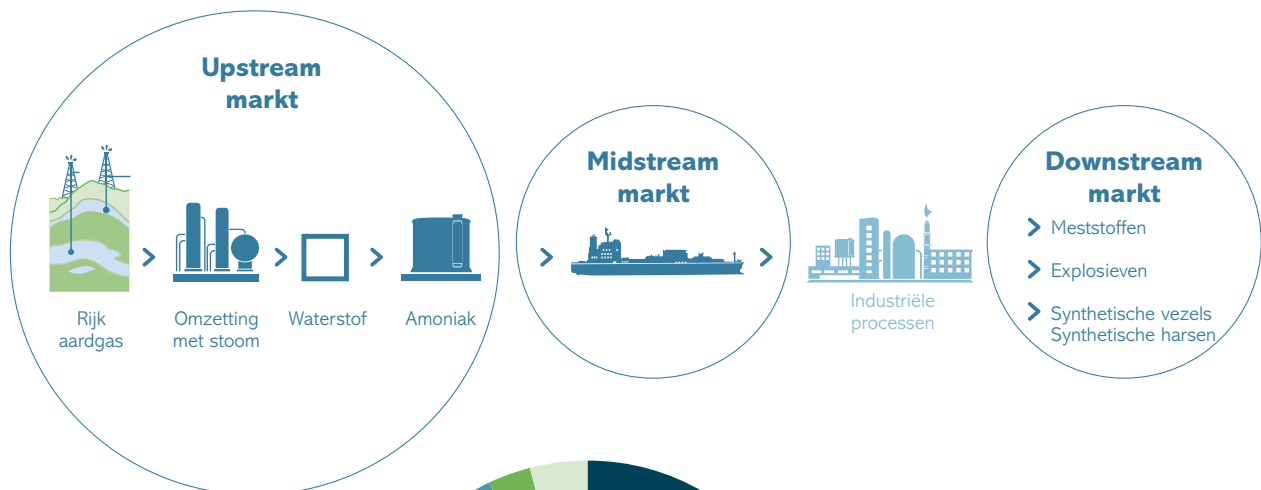 Upstream
markt
Rijk
aardgas
Omzetting
met stoom
Waterstof
Amoniak
Midstream
markt
Industriële
processen
Downstream
markt
Meststoffen
Explosieven
Synthetische vezels
Synthetische harsen